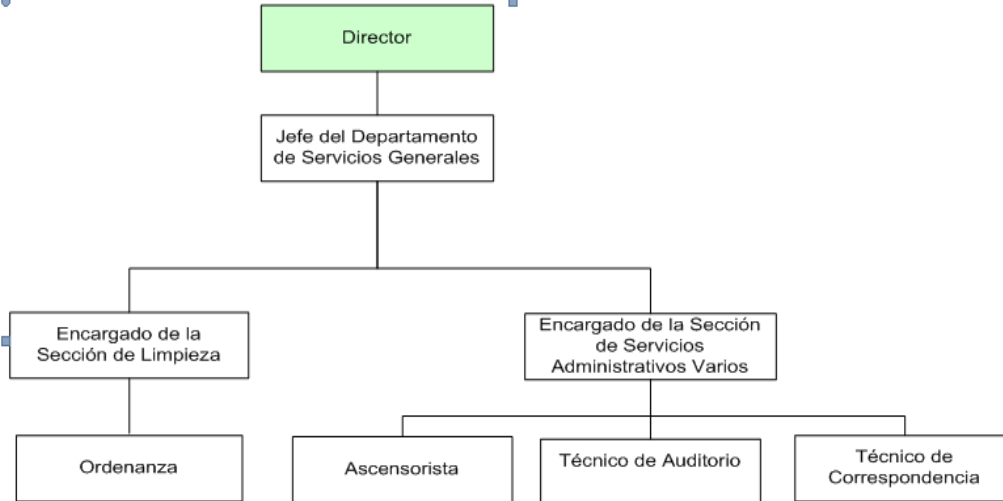 Director
Jefe del Departamento
de Servicios Generales
Encargado de la
Sección de Limpieza
Encargado de la Sección
de Servicios
Administrativos Varios
Ordenanza
Ascensorista
Técnico de Auditorio
Técnico de
Correspondencia